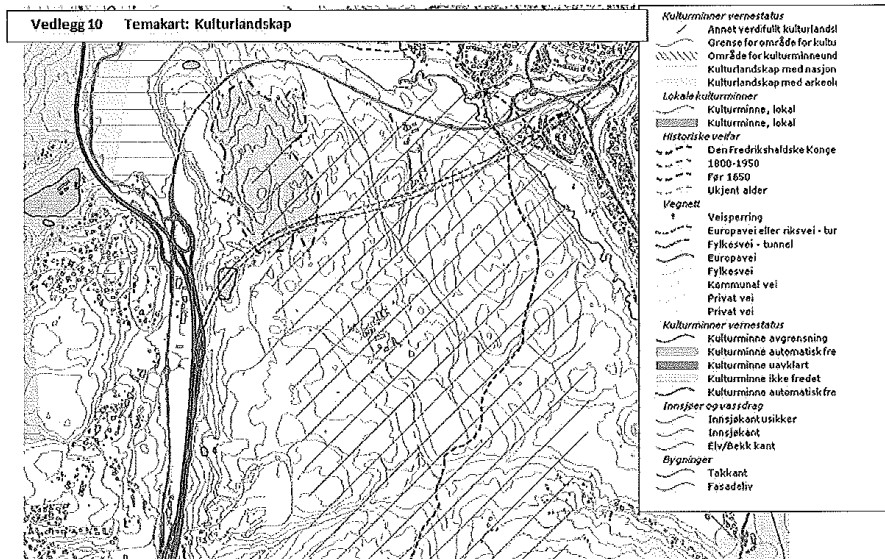 Vedlegg 10 Temakart: Kulturlandskap
Kulturminner vernestatus
Annet verdifullt kulturlandsl
Grense for område for kultu
Område for kulturminneund
Kulturlandskap med nasjon
Kulturlandskap med arkeol
Lokale kulturminner
Kulturminne, lokal
Kulturminne, lokal
Historiske veifar
Den Fredrikshaldske Konge
1800-1950
Før 1650
Ukjent alder
Vegnett
Veisperring
Europavei eller riksvei - tur
Fylkesvei - tunnel
Europavei
Fylkesvei
Kommunal vei
Privat vei
Privat vei
Kulturminner vernestatus
Kulturminne avgrensning
Kulturminne automatisk fre
Kulturminne uavklart
Kulturminne ikke fredet
Kulturminne automatisk fre
Innsjøer og vassdrag
Innsjøkant usikker
Innsjøkant
Elv/Bekk kant
Bygninger
Takkant
Fasadeliv